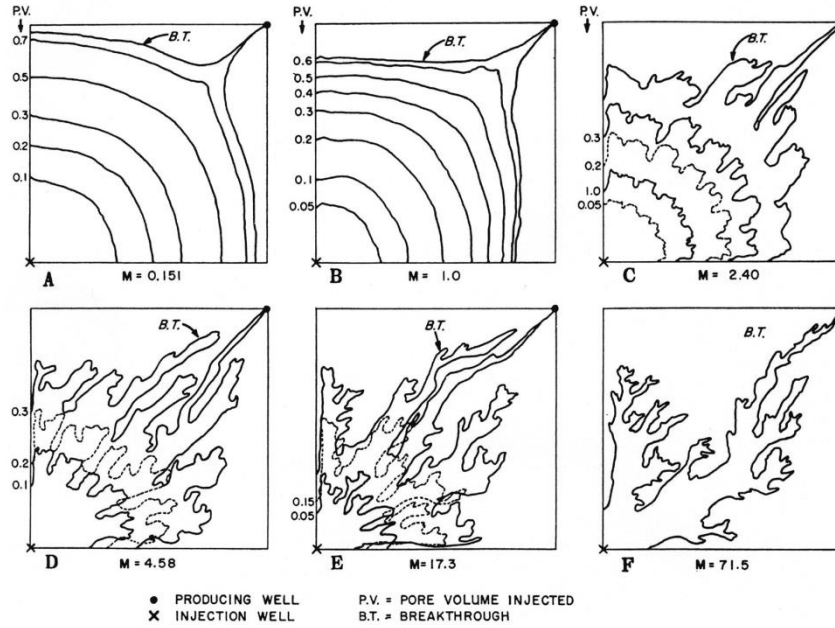 P.V.
0.7
0.5
0.3
0.2
0.1
B.T.
A
M = 0.151
P.V.
0.6
0.5
0.4
0.3
0.2
0.1
0.05
B.T.
B
M = 1.0
P.V.
0.3
0.2
1.0
0.05
B.T.
C
M = 2.40
B.T.
0.3
0.2
0.1
D
M = 4.58
B.T.
0.15
0.05
E
M = 17.3
B.T.
F
M = 71.5
● PRODUCING WELL P.V. = PORE VOLUME INJECTED
× INJECTION WELL B.T. = BREAKTHROUGH